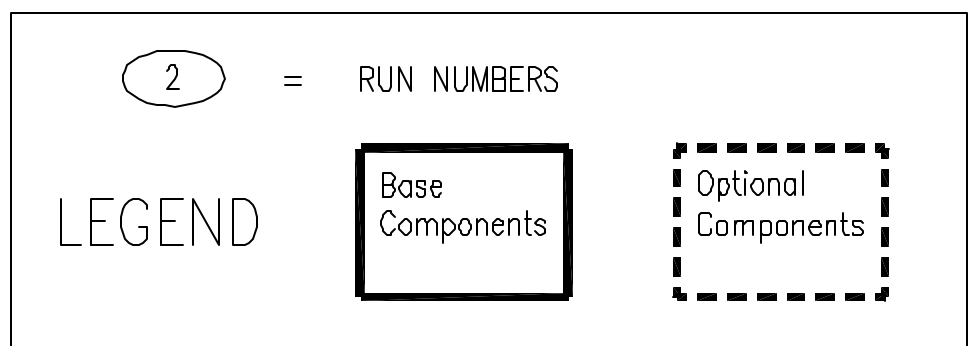 2 = RUN NUMBERS
LEGEND
Base
Components
Optional
Components